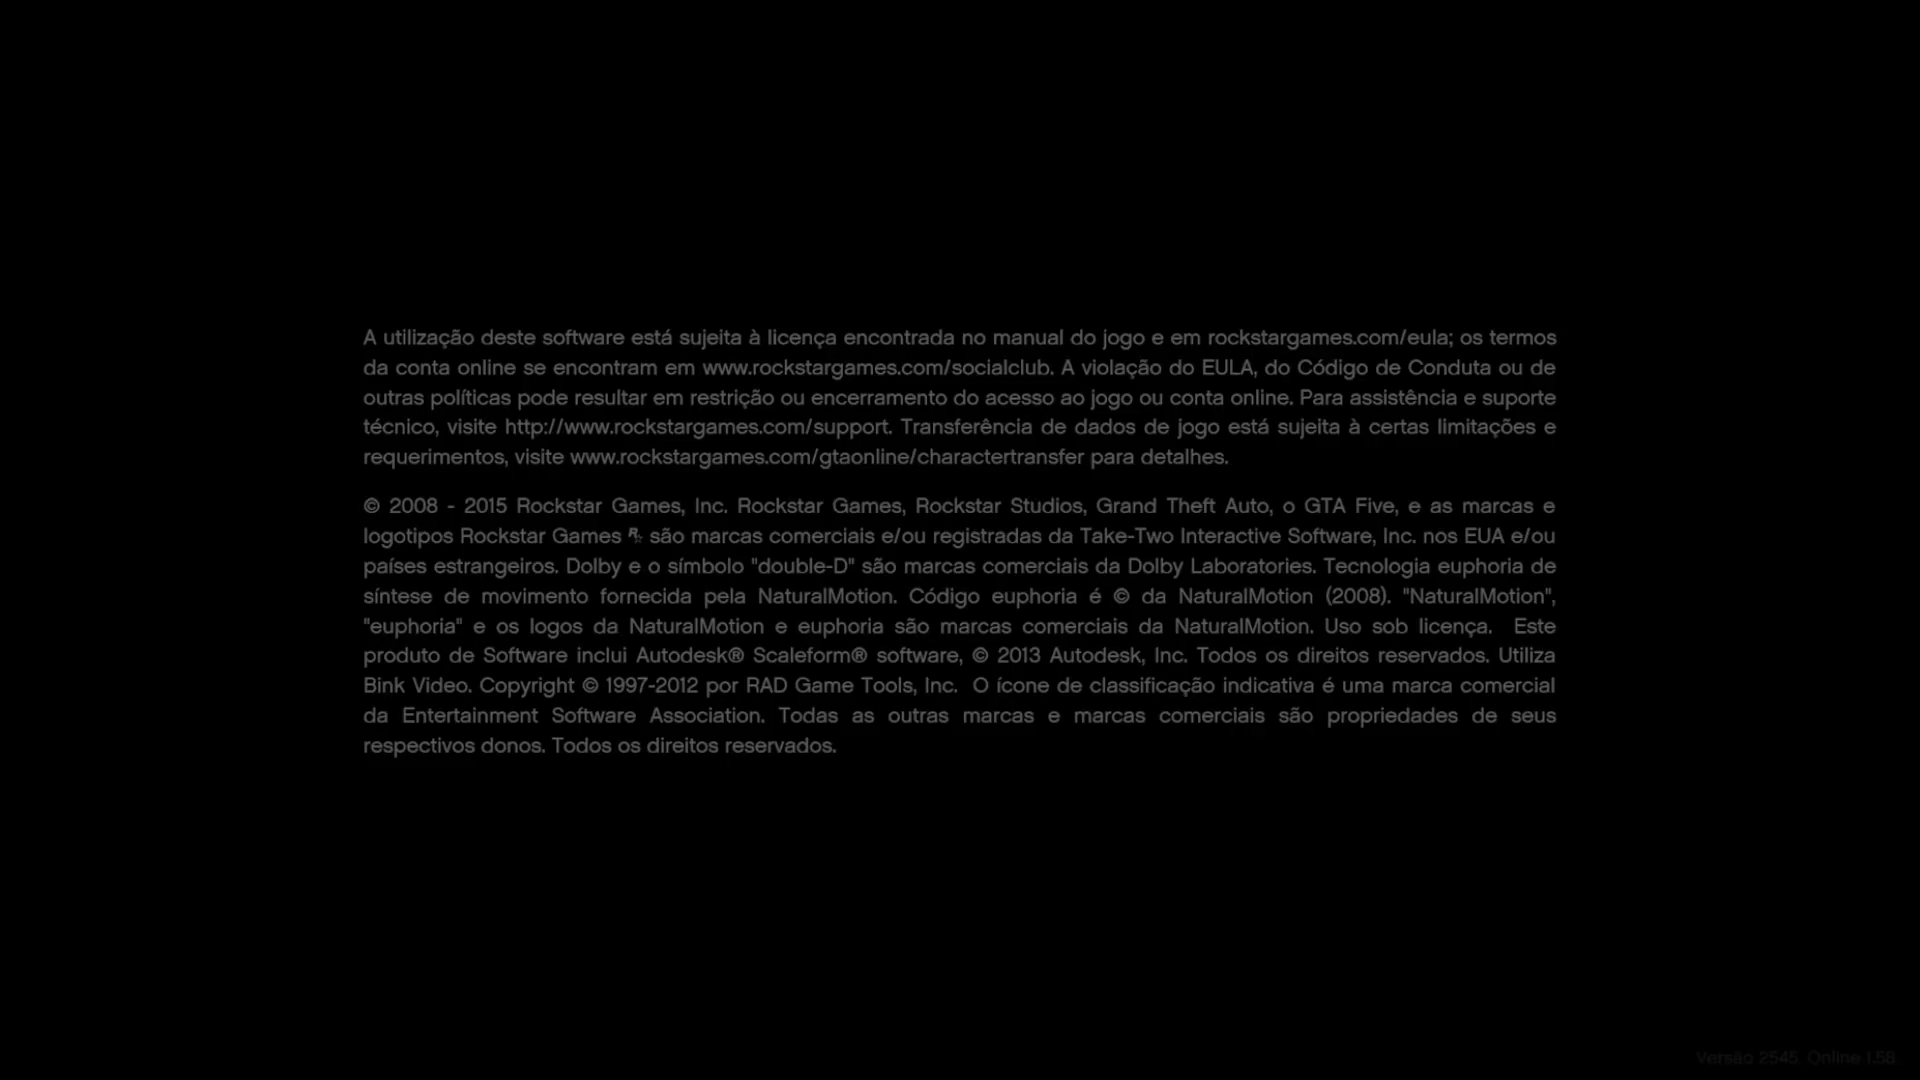 A utilização deste software está sujeita à licença encontrada no manual do jogo e em rockstargames.com/eula; os termos
da conta online se encontram em www.rockstargames.com/socialclub. A violação do EULA, do Código de Conduta ou de
outras políticas pode resultar em restrição ou encerramento do acesso ao jogo ou conta online. Para assistência e suporte
técnico, visite http://www.rockstargames.com/support. Transferência de dados de jogo está sujeita à certas limitações e
requerimentos, visite www.rockstargames.com/gtaonline/charactertransfer para detalhes.
© 2008 - 2015 Rockstar Games, Inc. Rockstar Games, Rockstar Studios, Grand Theft Auto, o GTA Five, e as marcas e
logotipos Rockstar Games R* são marcas comerciais e/ou registradas da Take-Two Interactive Software, Inc. nos EUA e/ou
países estrangeiros. Dolby e o símbolo "double-D" são marcas comerciais da Dolby Laboratories. Tecnologia euphoria de
síntese de movimento fornecida pela NaturalMotion. Código euphoria é © da NaturalMotion (2008). "NaturalMotion",
"euphoria" e os logos da NaturalMotion e euphoria são marcas comerciais da NaturalMotion. Uso sob licença. Este
produto de Software inclui Autodesk® Scaleform® software, © 2013 Autodesk, Inc. Todos os direitos reservados. Utiliza
Bink Video. Copyright © 1997-2012 por RAD Game Tools, Inc. O ícone de classificação indicativa é uma marca comercial
da Entertainment Software Association. Todas as outras marcas e marcas comerciais são propriedades de seus
respectivos donos. Todos os direitos reservados.
Versão 2545, Online 1.58